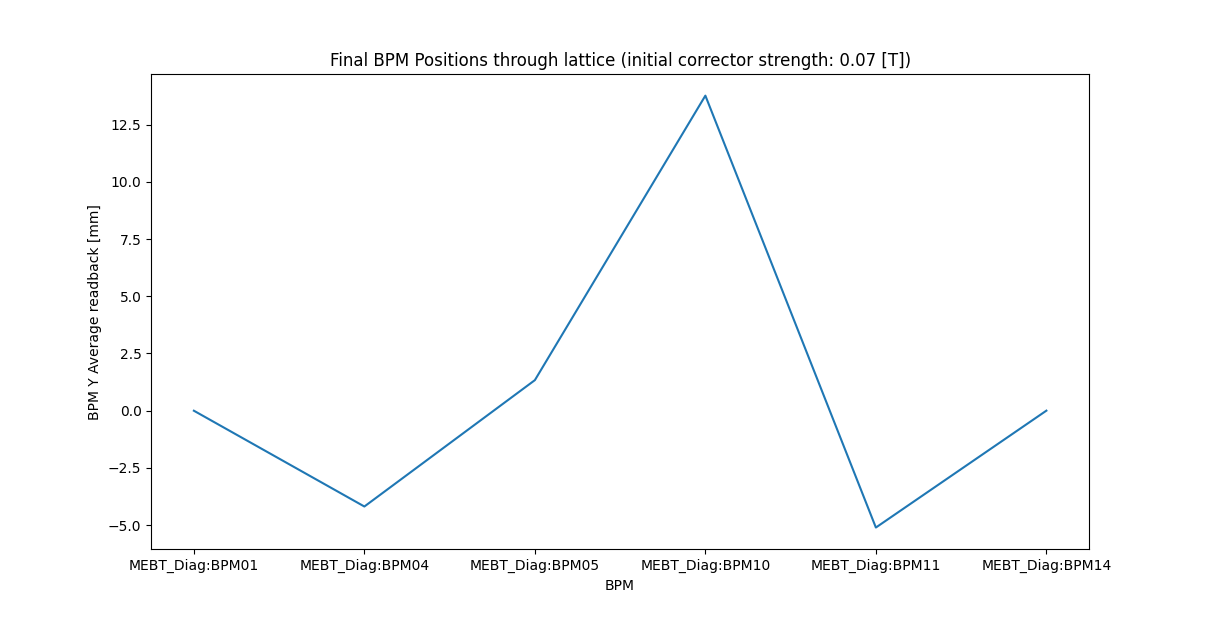 Final BPM Positions through lattice (initial corrector strength: 0.07 [T])
12.5
10.0
7.5
5.0
2.5
0.0
−2.5
−5.0
BPM Y Average readback [mm]
MEBT_Diag:BPM01 MEBT_Diag:BPM04 MEBT_Diag:BPM05 MEBT_Diag:BPM10 MEBT_Diag:BPM11 MEBT_Diag:BPM14
BPM